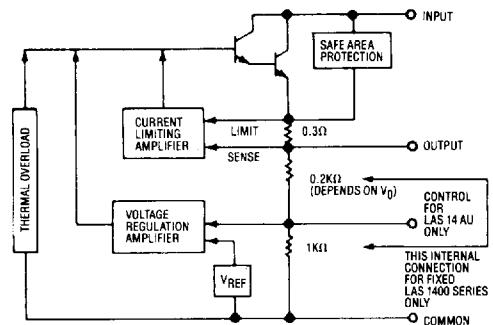 INPUT
SAFE AREA
PROTECTION
CURRENT
LIMITING
AMPLIFIER
LIMIT
0.3Ω
SENSE
OUTPUT
THERMAL OVERLOAD
0.2KΩ
(DEPENDS ON V0)
VOLTAGE
REGULATION
AMPLIFIER
CONTROL
FOR
LAS 14 AU
ONLY
1KΩ
THIS INTERNAL
CONNECTION
FOR FIXED
LAS 1400 SERIES
ONLY
VREF
COMMON